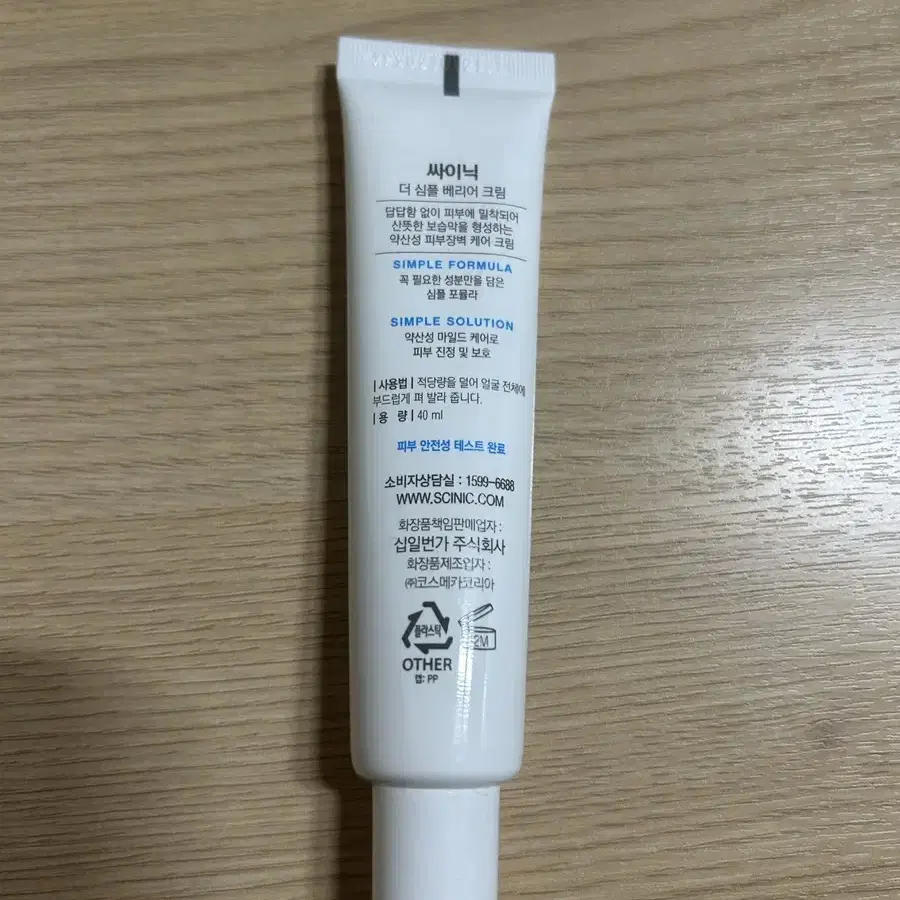 싸이닉
더 심플 베리어 크림
답답함 없이 피부에 밀착되어
산뜻한 보습막을 형성하는
약산성 피부장벽 케어 크림
SIMPLE FORMULA
꼭 필요한 성분만을 담은
심플 포뮬라
SIMPLE SOLUTION
약산성 마일드 케어로
피부 진정 및 보호
| 사용법 | 적당량을 덜어 얼굴 전체에
부드럽게 펴 발라 줍니다.
| 용 량 | 40 ml
피부 안전성 테스트 완료
소비자상담실 : 1599-6688
WWW.SCINIC.COM
화장품책임판매업자 :
십일번가 주식회사
화장품제조업자 :
㈜코스메카코리아
플라스틱
OTHER
캡: PP